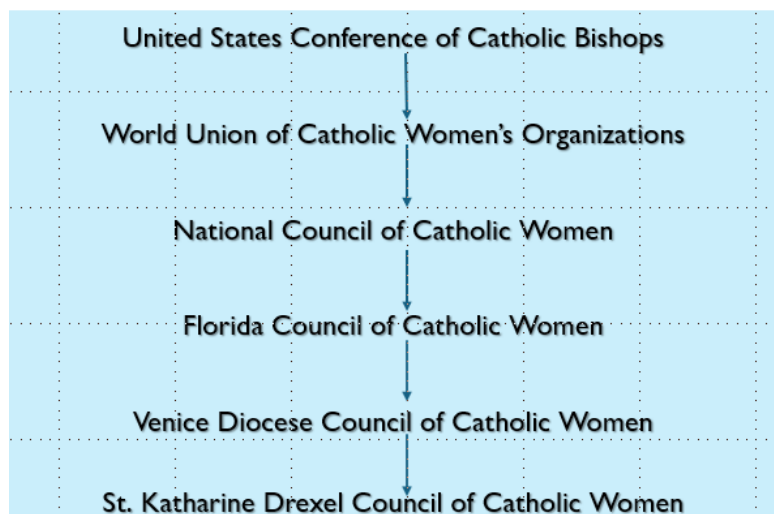 United States Conference of Catholic Bishops
World Union of Catholic Women's Organizations
National Council of Catholic Women
Florida Council of Catholic Women
Venice Diocese Council of Catholic Women
St. Katharine Drexel Council of Catholic Women